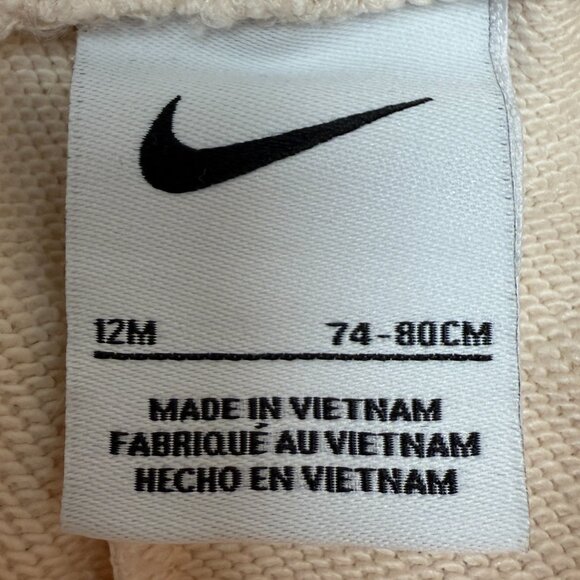 12M 74-80CM
MADE IN VIETNAM
FABRIQUÉ AU VIETNAM
HECHO EN VIETNAM